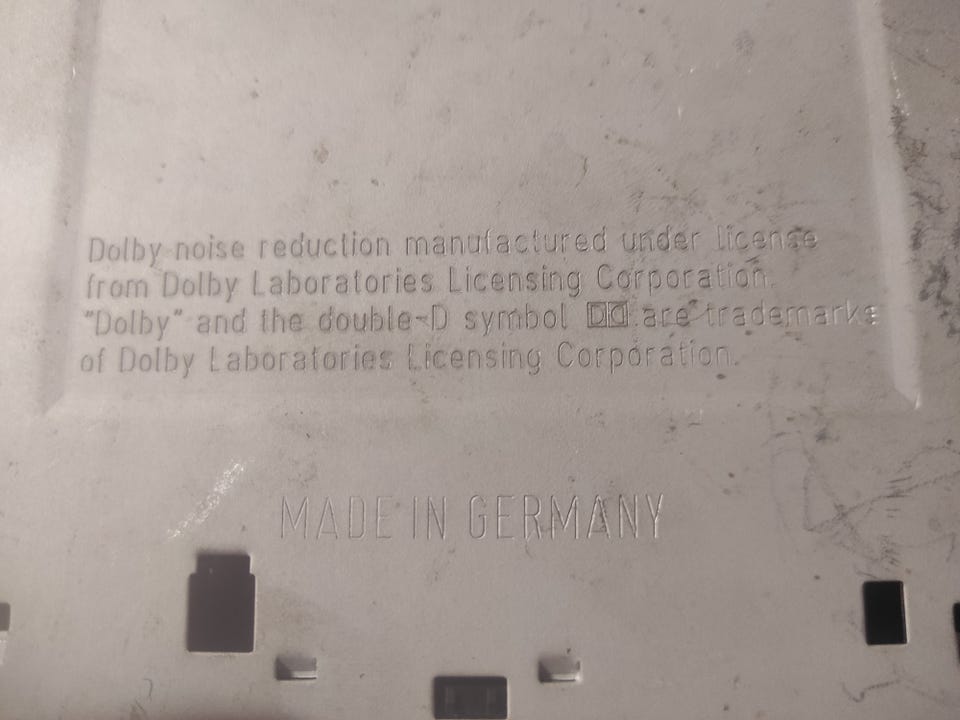 Dolby noise reduction manufactured under license
from Dolby Laboratories Licensing Corporation.
"Dolby" and the double-D symbol are trademarks
of Dolby Laboratories Licensing Corporation.
MADE IN GERMANY